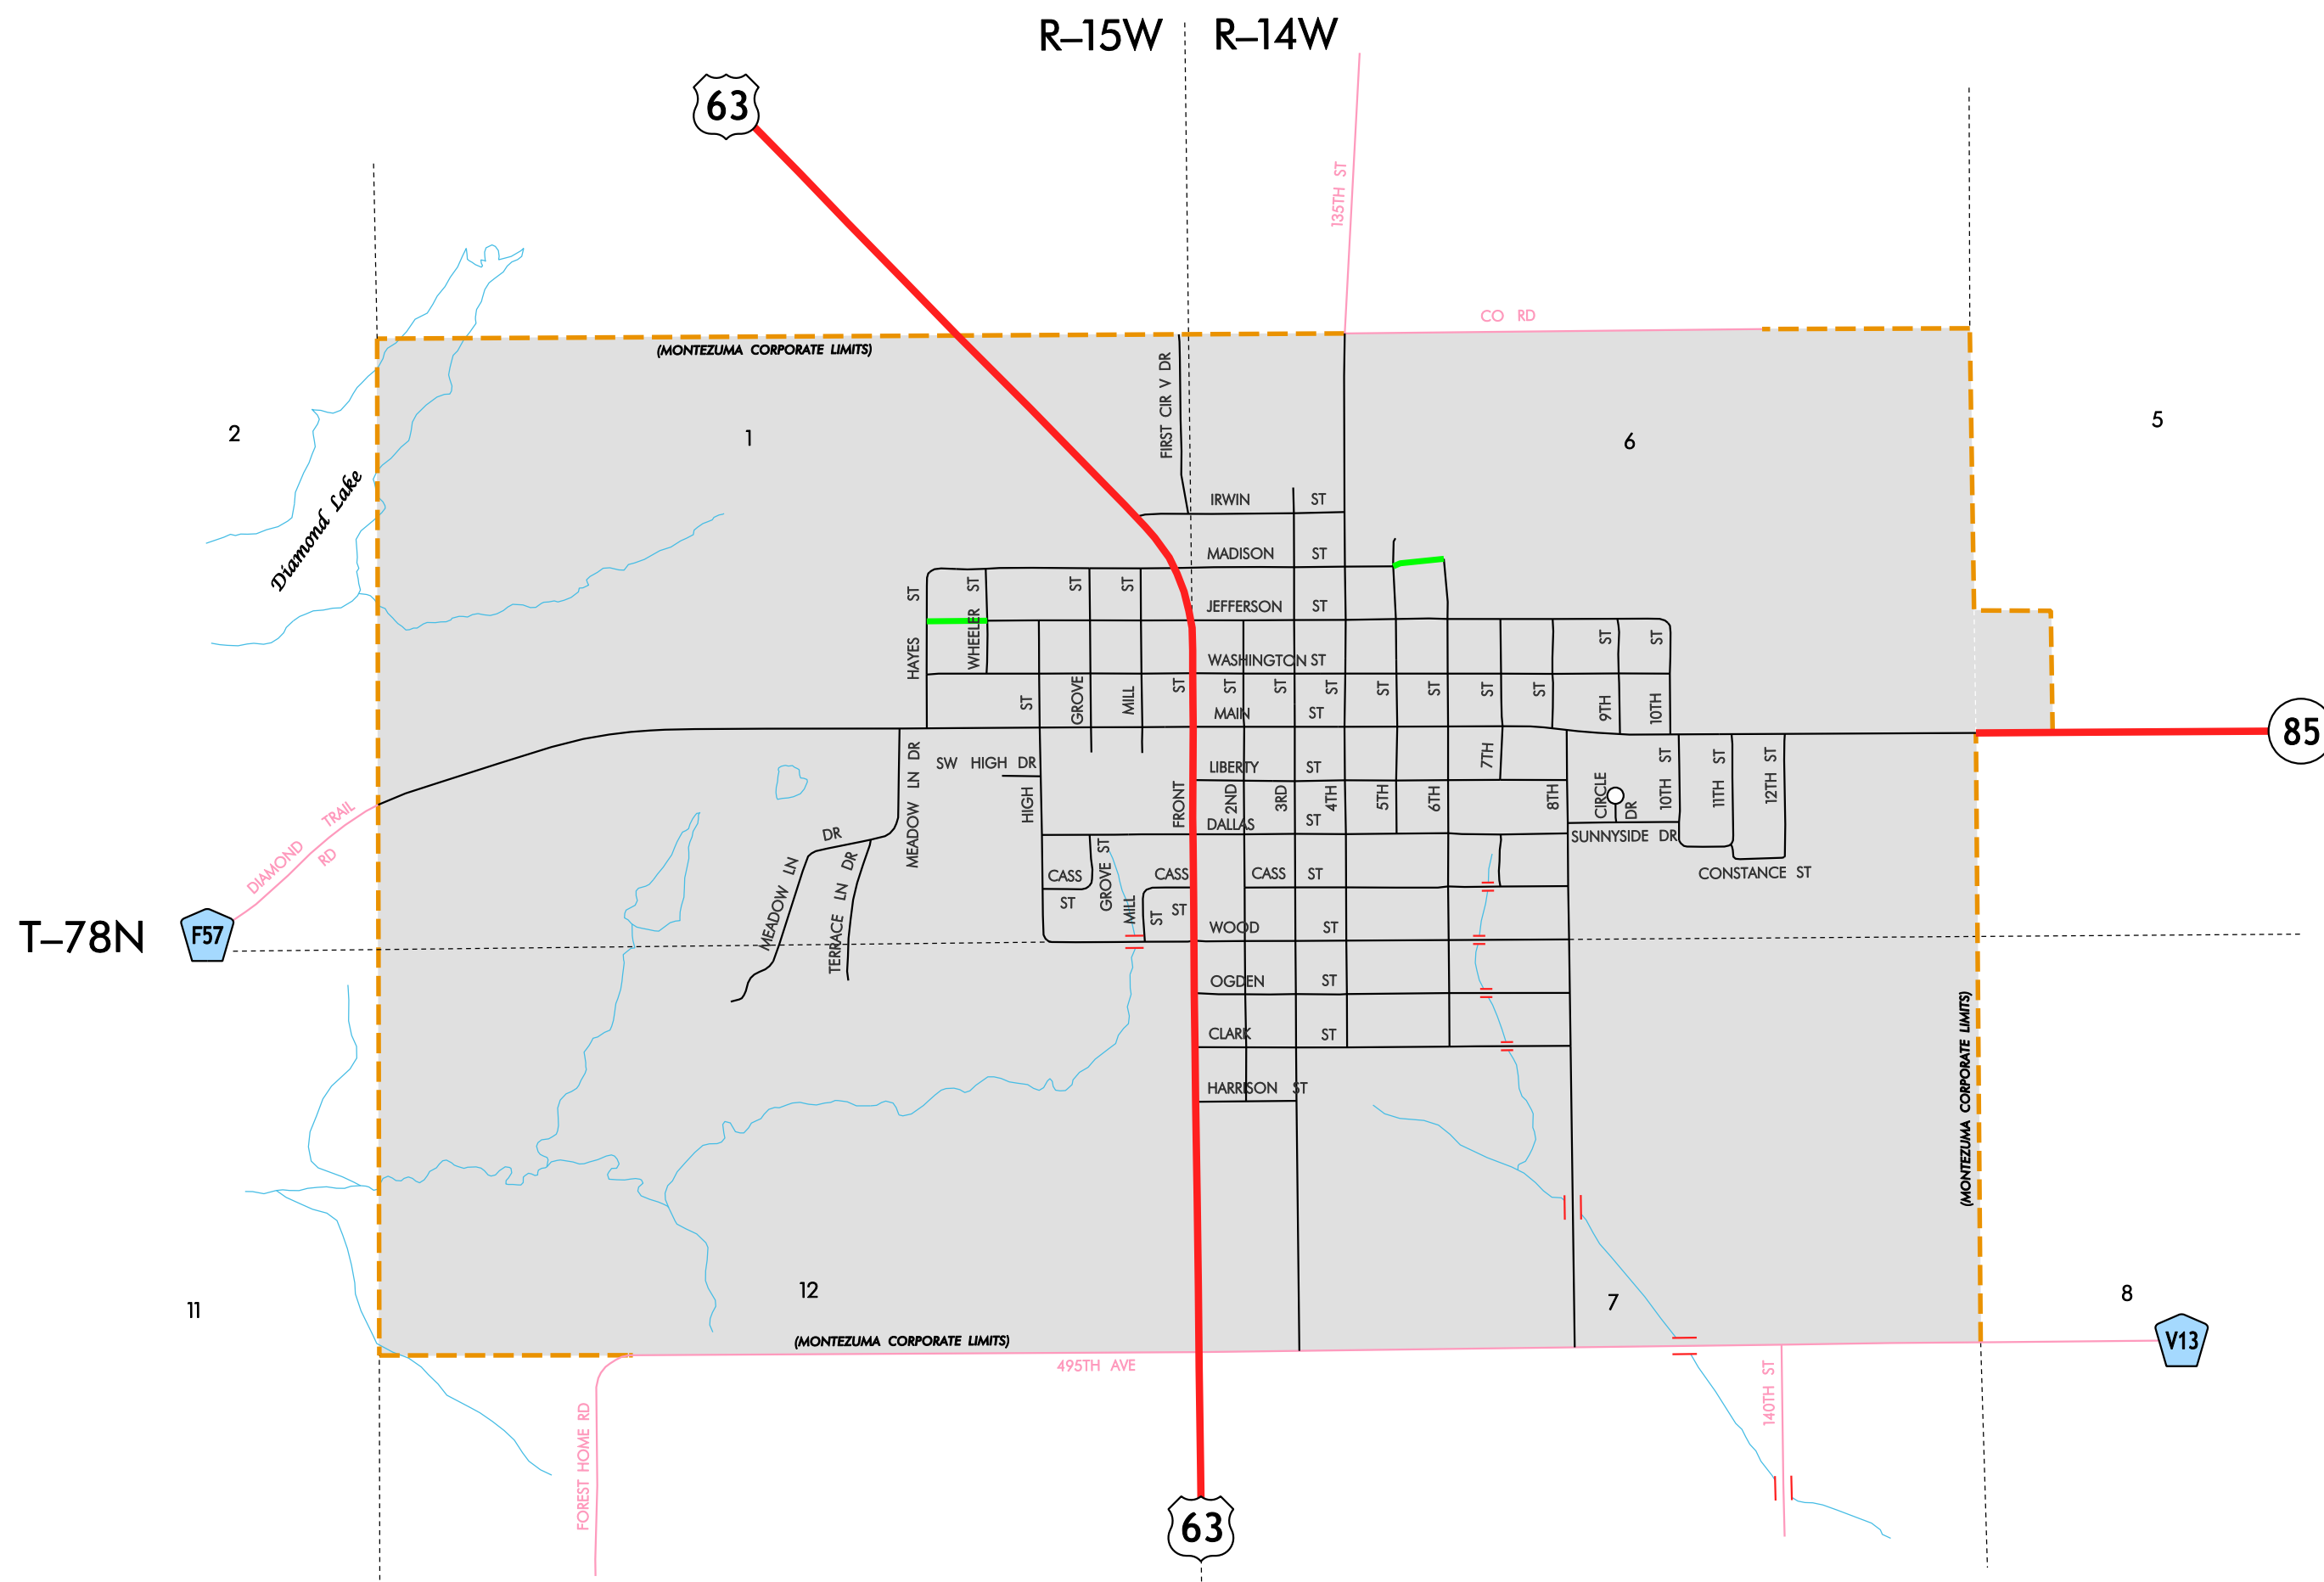 R–15W
R–14W
63
135TH ST
CO RD
(MONTEZUMA CORPORATE LIMITS)
FIRST CIR V DR
2
1
6
5
Diamond Lake
IRWIN ST
MADISON ST
JEFFERSON ST
WASHINGTON ST
MAIN ST
LIBERTY ST
DALLAS ST
CASS ST
CASS ST
CASS ST
WOOD ST
OGDEN ST
CLARK ST
HARRISON ST
HAYES ST
WHEELER ST
HIGH ST
GROVE ST
MILL ST
FRONT ST
2ND ST
3RD ST
4TH ST
5TH ST
6TH ST
7TH ST
8TH ST
9TH ST
10TH ST
SW HIGH DR
MEADOW LN DR
MEADOW LN DR
TERRACE LN DR
GROVE ST
MILL ST
CIRCLE DR
10TH ST
11TH ST
12TH ST
SUNNYSIDE DR
CONSTANCE ST
85
DIAMOND TRAIL RD
T–78N
F57
(MONTEZUMA CORPORATE LIMITS)
11
12
7
8
(MONTEZUMA CORPORATE LIMITS)
495TH AVE
V13
FOREST HOME RD
140TH ST
63